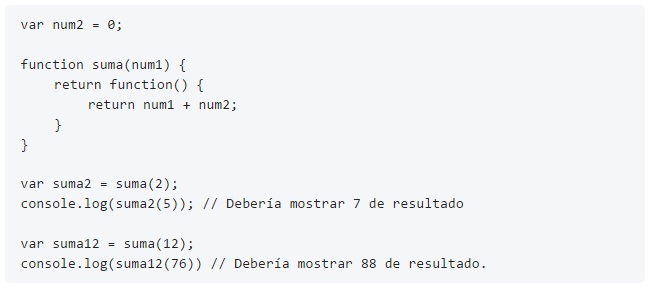 var num2 = 0;
function suma(num1) {
    return function() {
        return num1 + num2;
    }
}
var suma2 = suma(2);
console.log(suma2(5)); // Debería mostrar 7 de resultado
var suma12 = suma(12);
console.log(suma12(76)) // Debería mostrar 88 de resultado.